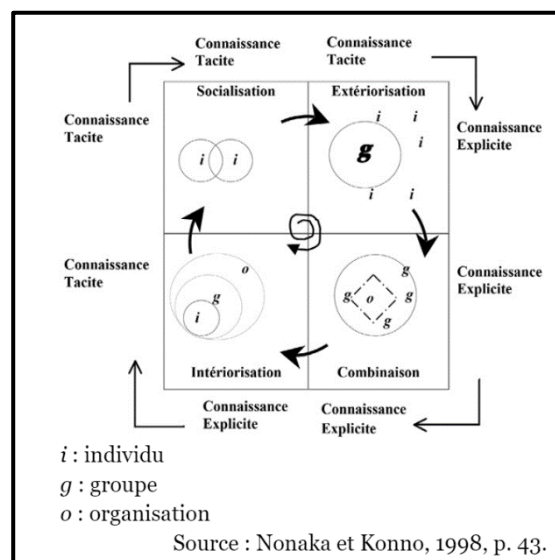 Connaissance
Tacite
Connaissance
Tacite
Connaissance
Tacite
Socialisation
Extériorisation
Connaissance
Explicite
i i
i i
g i
i i
Connaissance
Tacite
Connaissance
Explicite
o
g
i
g
g o g
g
Intériorisation
Combinaison
Connaissance
Explicite
Connaissance
Explicite
i : individu
g : groupe
o : organisation
Source : Nonaka et Konno, 1998, p. 43.